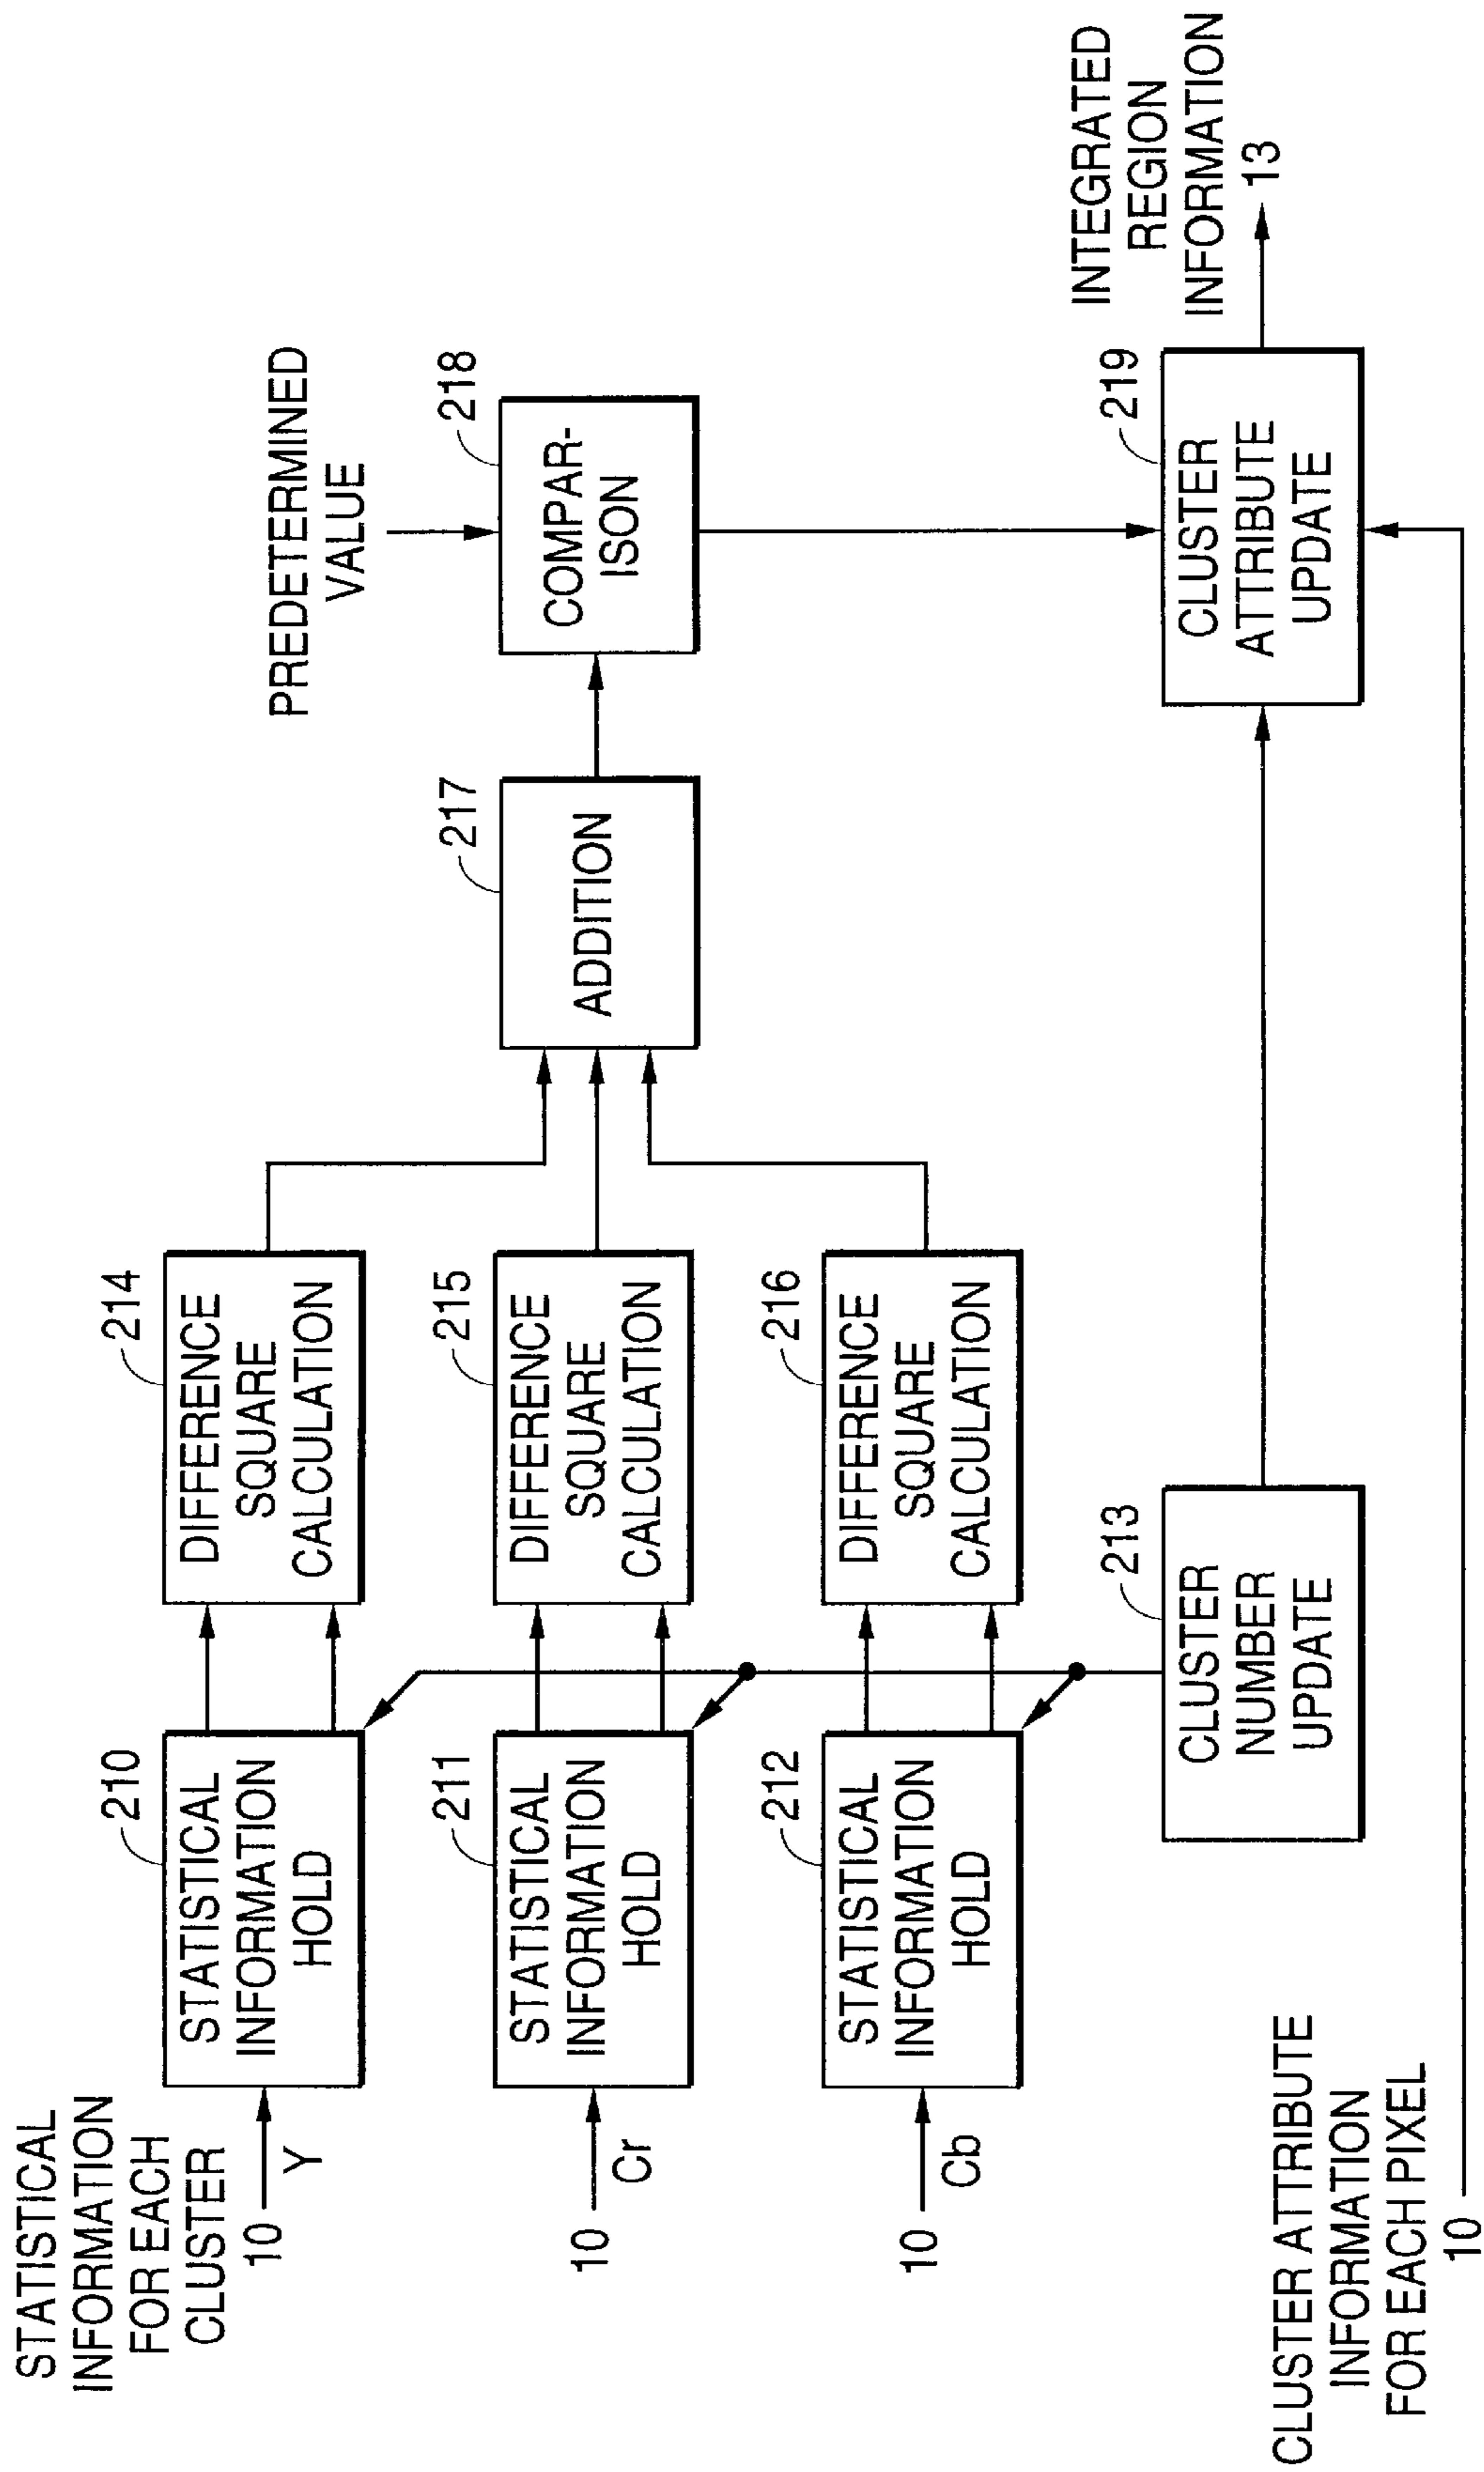 STATISTICAL
INFORMATION
FOR EACH
CLUSTER
10
Y
210
STATISTICAL
INFORMATION
HOLD
214
DIFFERENCE
SQUARE
CALCULATION
10
Cr
211
STATISTICAL
INFORMATION
HOLD
215
DIFFERENCE
SQUARE
CALCULATION
10
Cb
212
STATISTICAL
INFORMATION
HOLD
216
DIFFERENCE
SQUARE
CALCULATION
217
ADDITION
PREDETERMINED
VALUE
218
COMPAR-
ISON
213
CLUSTER
NUMBER
UPDATE
219
CLUSTER
ATTRIBUTE
UPDATE
INTEGRATED
REGION
INFORMATION
13
CLUSTER ATTRIBUTE
INFORMATION
FOR EACH PIXEL
10